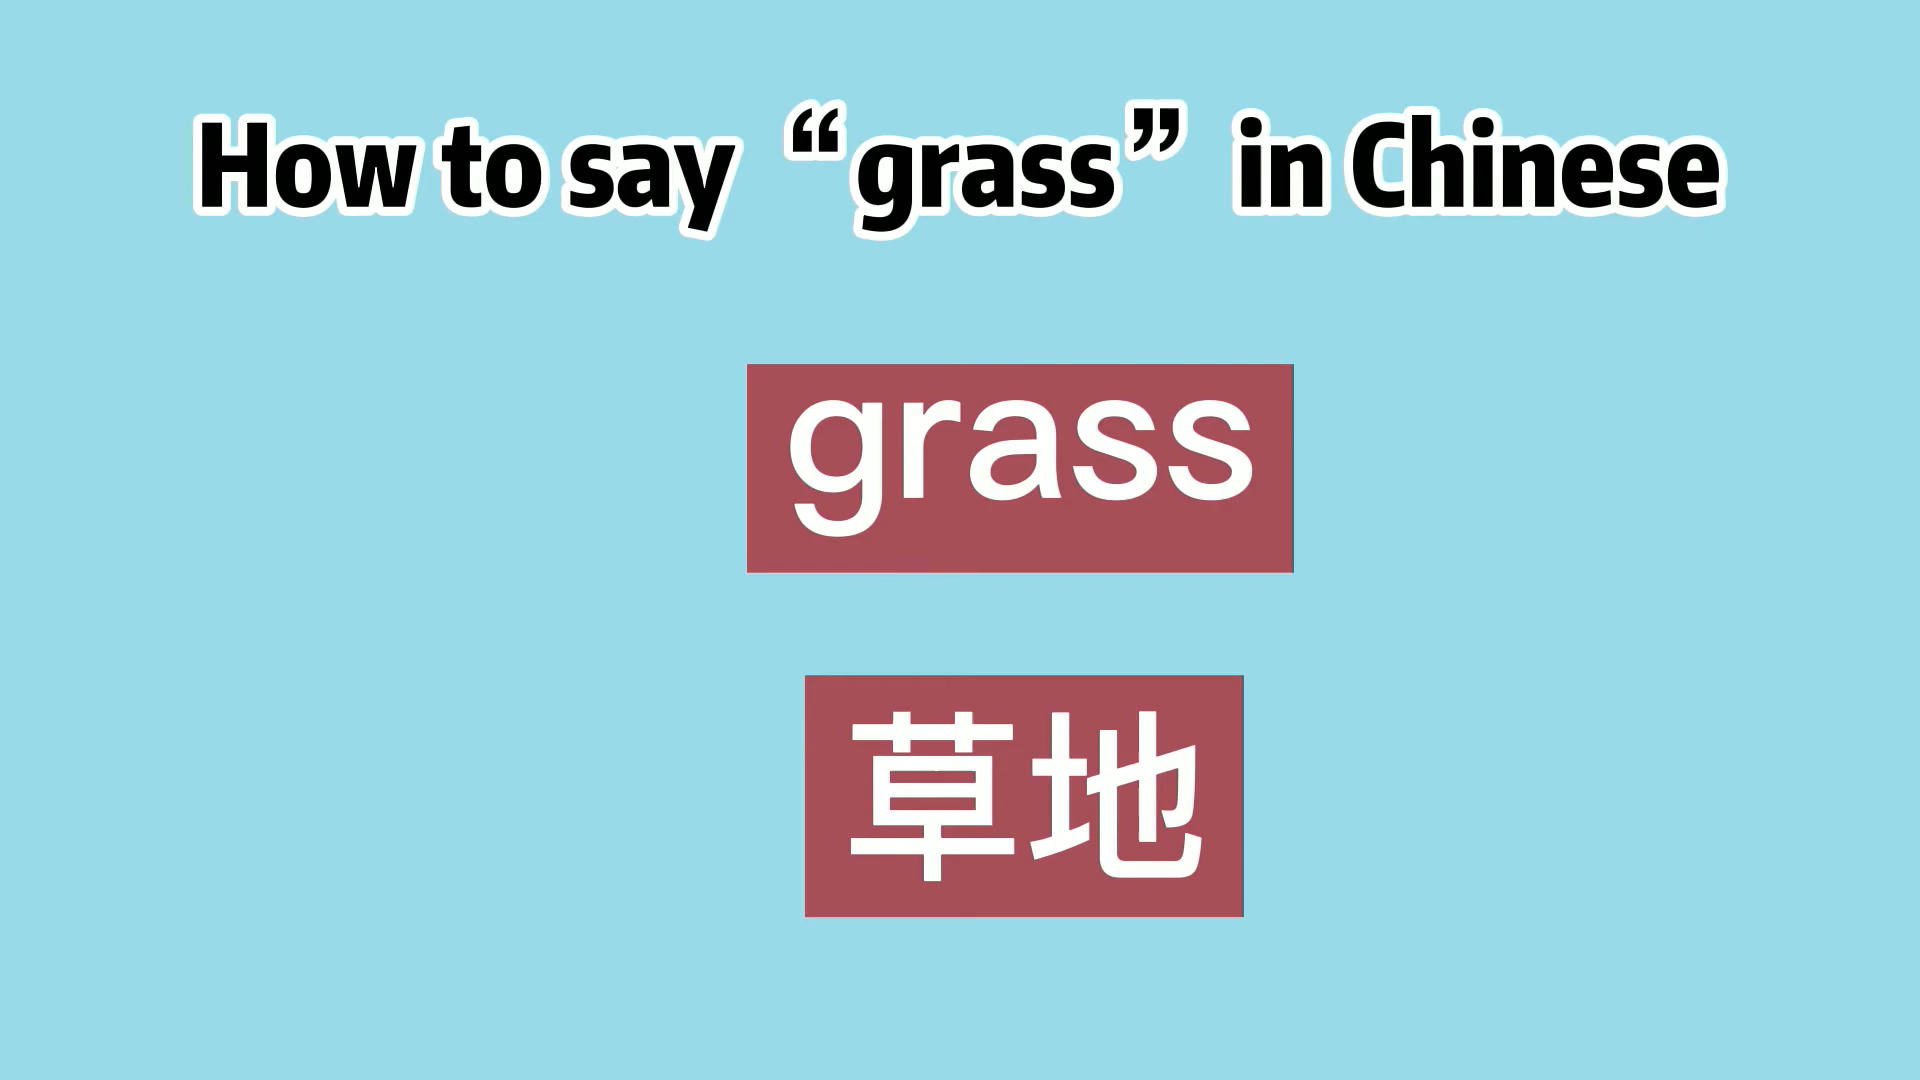 How to say “grass” in Chinese
grass
草地